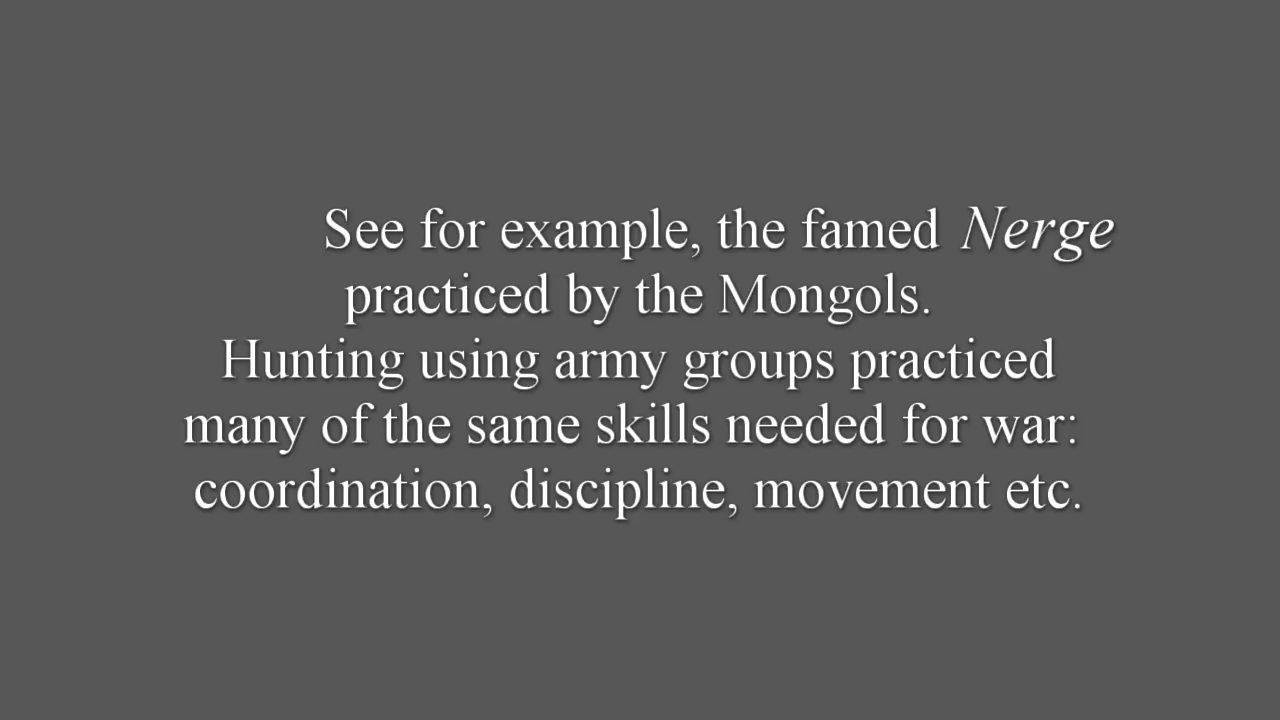 See for example, the famed Nerge
practiced by the Mongols.
Hunting using army groups practiced
many of the same skills needed for war:
coordination, discipline, movement etc.